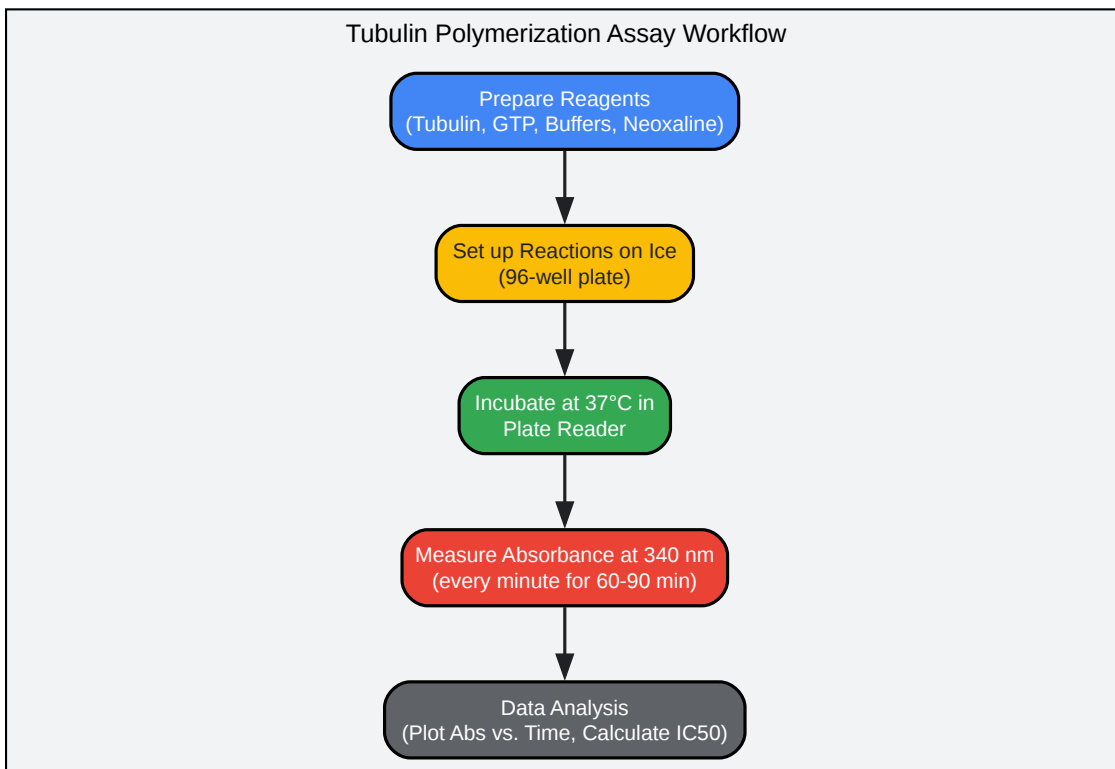 Tubulin Polymerization Assay Workflow
Prepare Reagents
(Tubulin, GTP, Buffers, Neoxaline)
Set up Reactions on Ice
(96-well plate)
Incubate at 37°C in
Plate Reader
Measure Absorbance at 340 nm
(every minute for 60-90 min)
Data Analysis
(Plot Abs vs. Time, Calculate IC50)